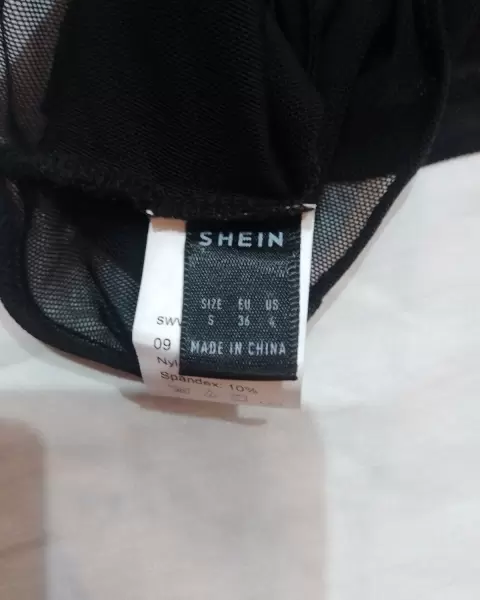 SHEIN
SIZE EU US
S 36 4
MADE IN CHINA
09
Spandex: 10%